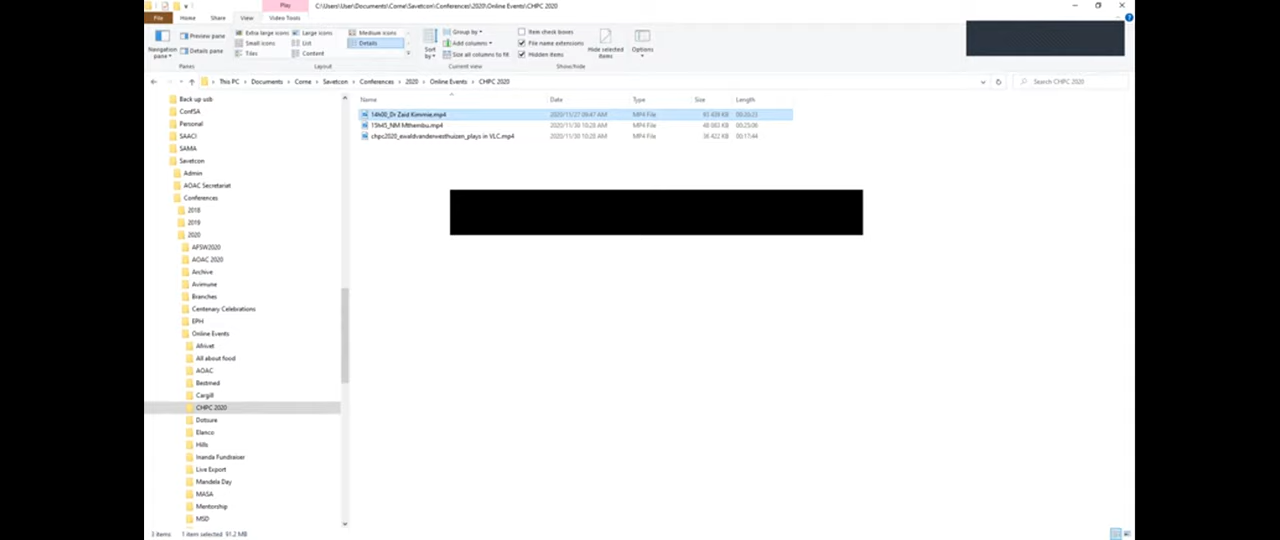 Play
C:\Users\User\Documents\Corne\Savetcon\Conferences\2020\Online Events\CHPC 2020
File Home Share View Video Tools
Navigation pane
Preview pane
Details pane
Panes
Extra large icons Large icons Medium icons
Small icons List Details
Tiles Content
Layout
Sort by
Group by
Add columns
Size all columns to fit
Current view
Item check boxes
File name extensions
Hidden items
Hide selected items
Show/hide
Options
This PC Documents Corne Savetcon Conferences 2020 Online Events CHPC 2020
Search CHPC 2020
Name Date Type Size Length
14h00_Dr Zaid Kimmie.mp4 2020/11/27 09:47 AM MP4 File
15h45_NM Mthembu.mp4 2020/11/30 10:28 AM MP4 File
chpc2020_ewaldvanderwesthuizen_plays in VLC.mp4 2020/11/30 10:28 AM MP4 File 00:17:44
Back up usb
ConfSA
Personal
SAACI
SAMA
Savetcon
Admin
AOAC Secretariat
Conferences
2018
2019
2020
APSW2020
AOAC 2020
Archive
Avimune
Branches
Centenary Celebrations
EPH
Online Events
Afrivet
All about food
AOAC
Bestmed
Cargill
CHPC 2020
Dotsure
Elanco
Hills
Inanda Fundraiser
Live Export
Mandela Day
MASA
Mentorship
MSD
3 items 1 item selected 91.2 MB